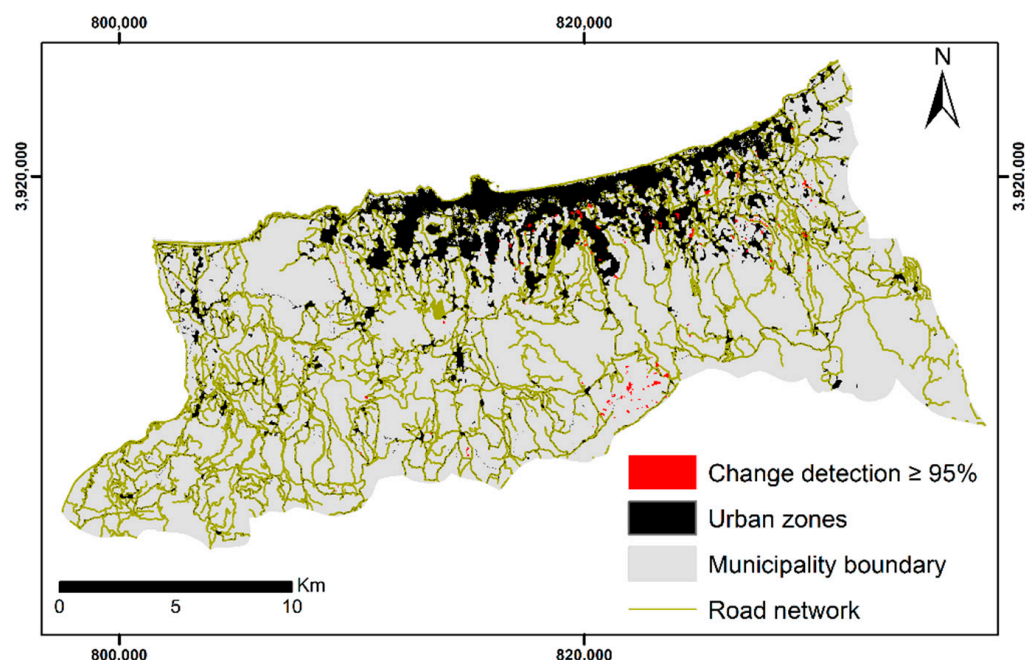 800,000 820,000
N
3,920,000 3,920,000
Change detection ≥ 95%
Urban zones
Municipality boundary
Road network
Km
0 5 10
800,000 820,000